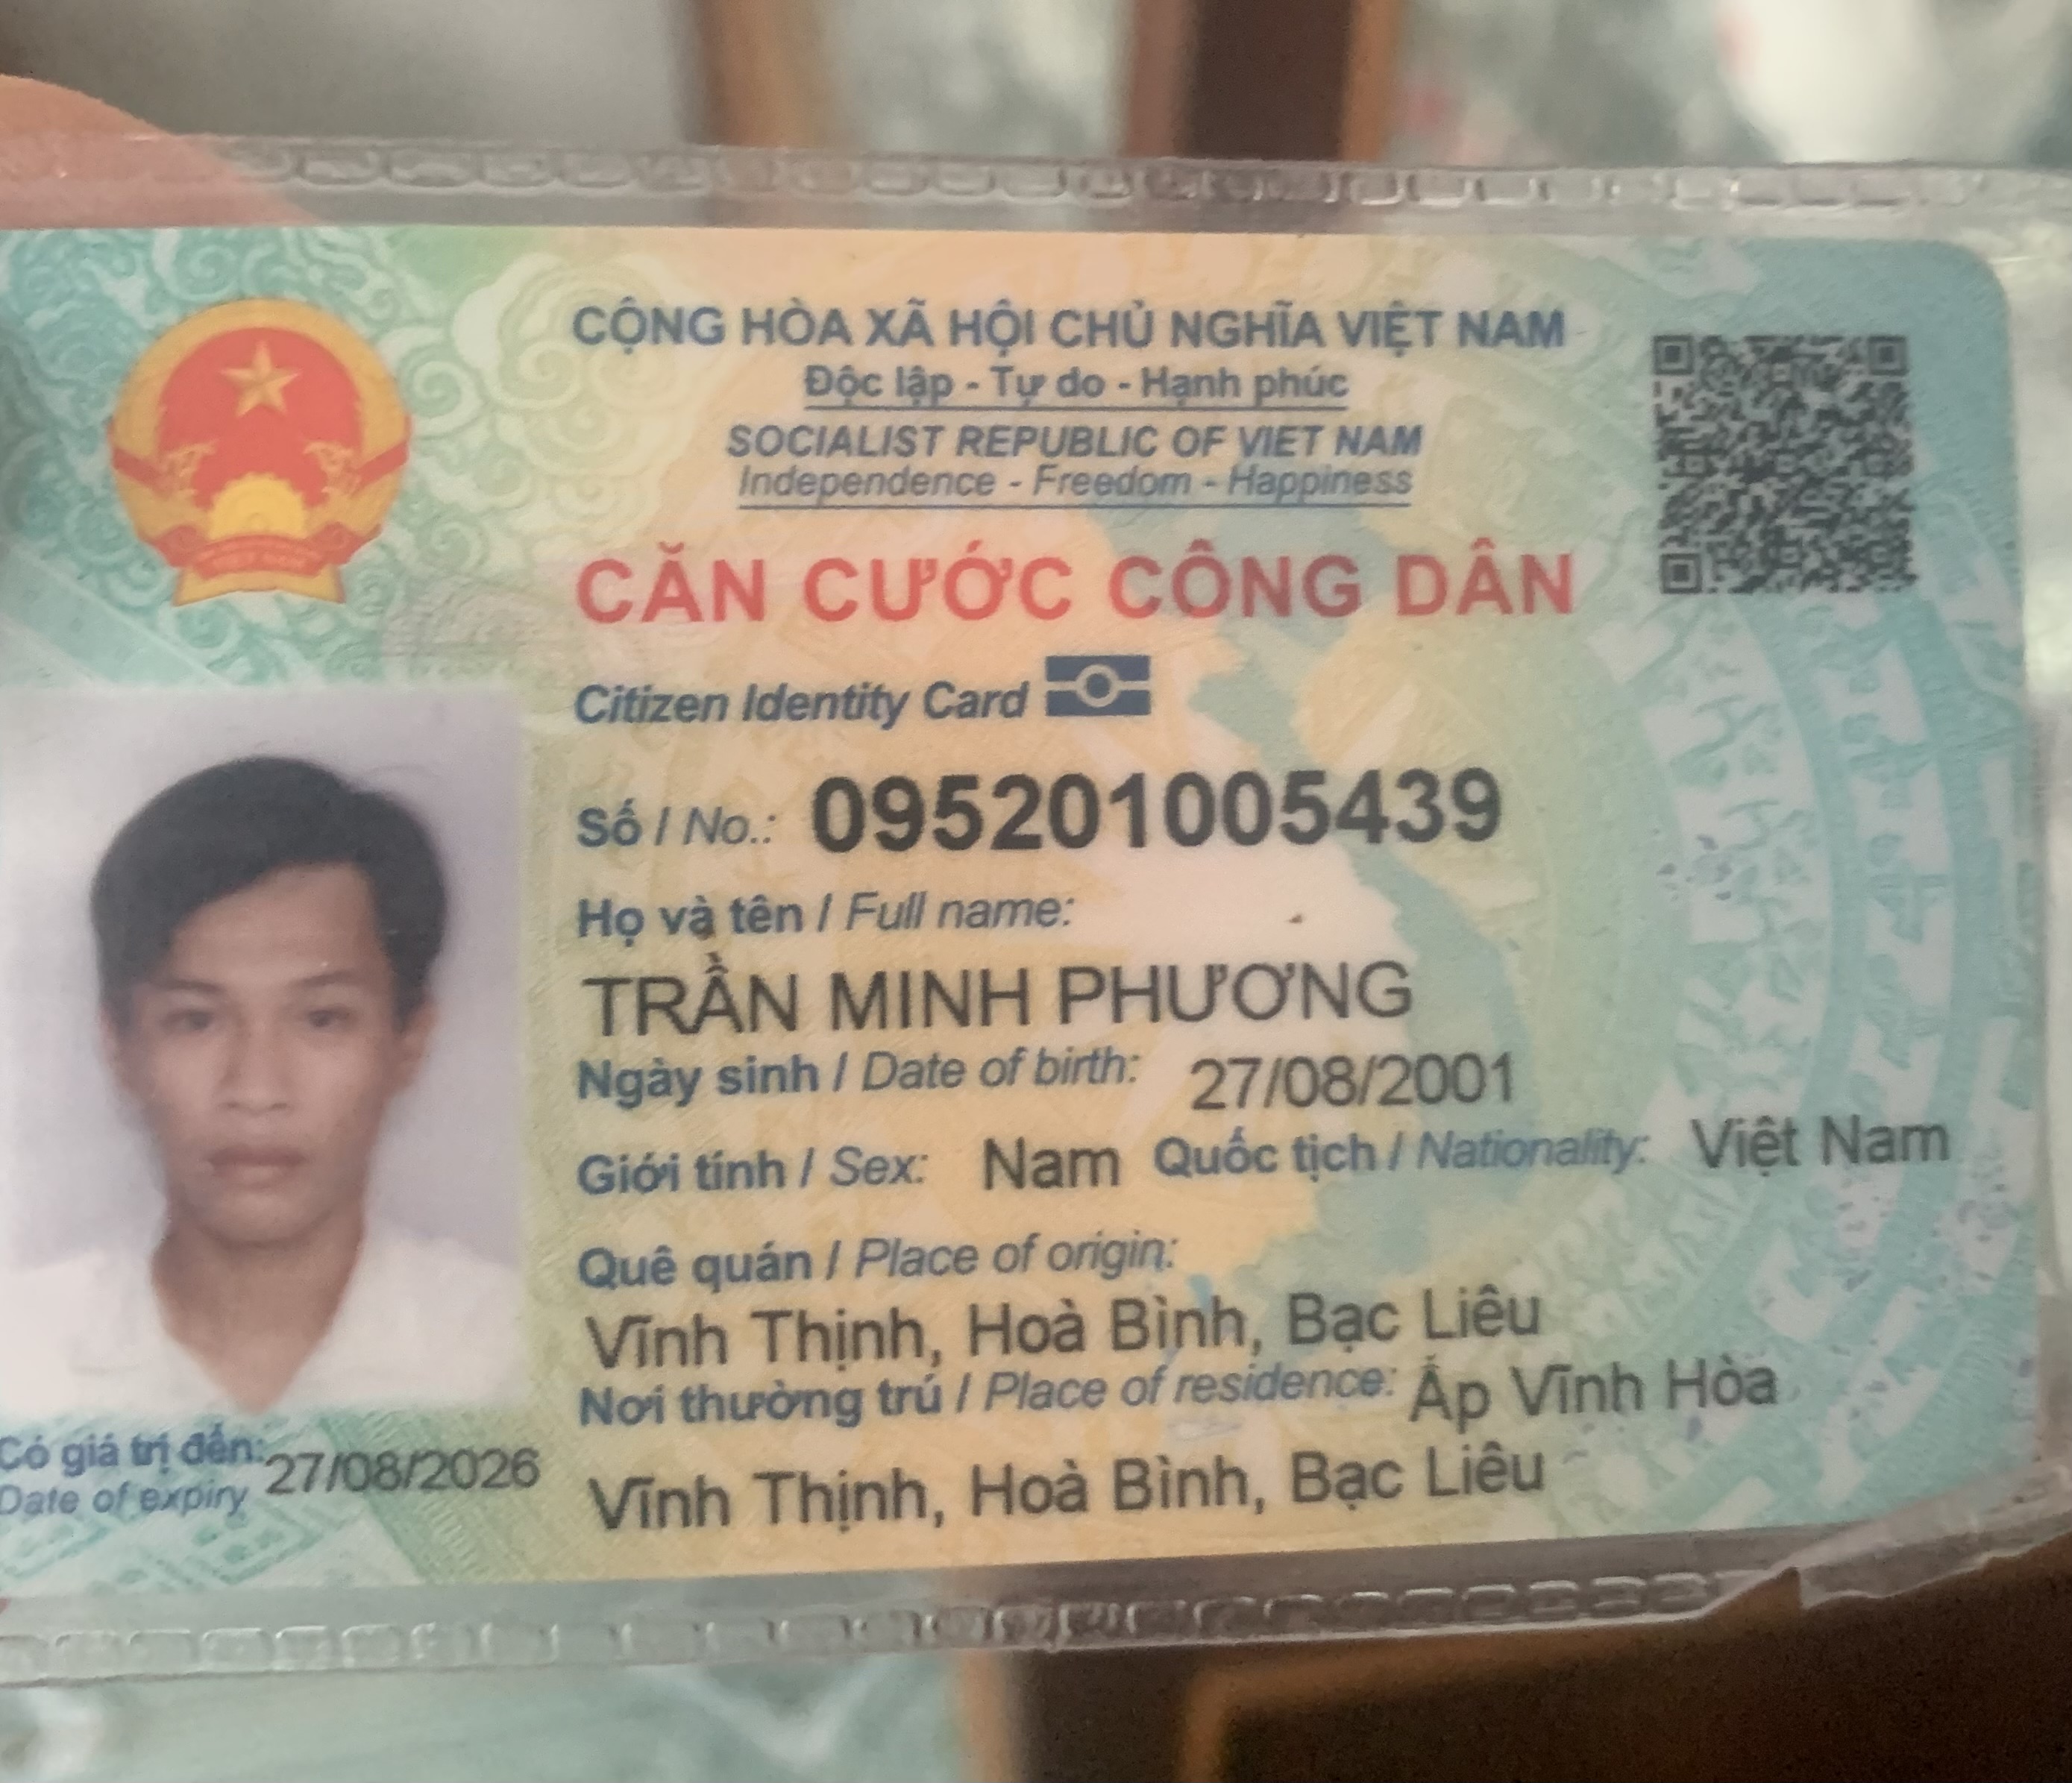 CỘNG HÒA XÃ HỘI CHỦ NGHĨA VIỆT NAM
Độc lập - Tự do - Hạnh phúc
SOCIALIST REPUBLIC OF VIET NAM
Independence - Freedom - Happiness
CĂN CƯỚC CÔNG DÂN
Citizen Identity Card
Số / No.: 095201005439
Họ và tên / Full name:
TRẦN MINH PHƯƠNG
Ngày sinh / Date of birth: 27/08/2001
Giới tính / Sex: Nam Quốc tịch / Nationality: Việt Nam
Quê quán / Place of origin:
Vĩnh Thịnh, Hoà Bình, Bạc Liêu
Nơi thường trú / Place of residence: Ấp Vĩnh Hòa
Vĩnh Thịnh, Hoà Bình, Bạc Liêu
Có giá trị đến: 27/08/2026
Date of expiry